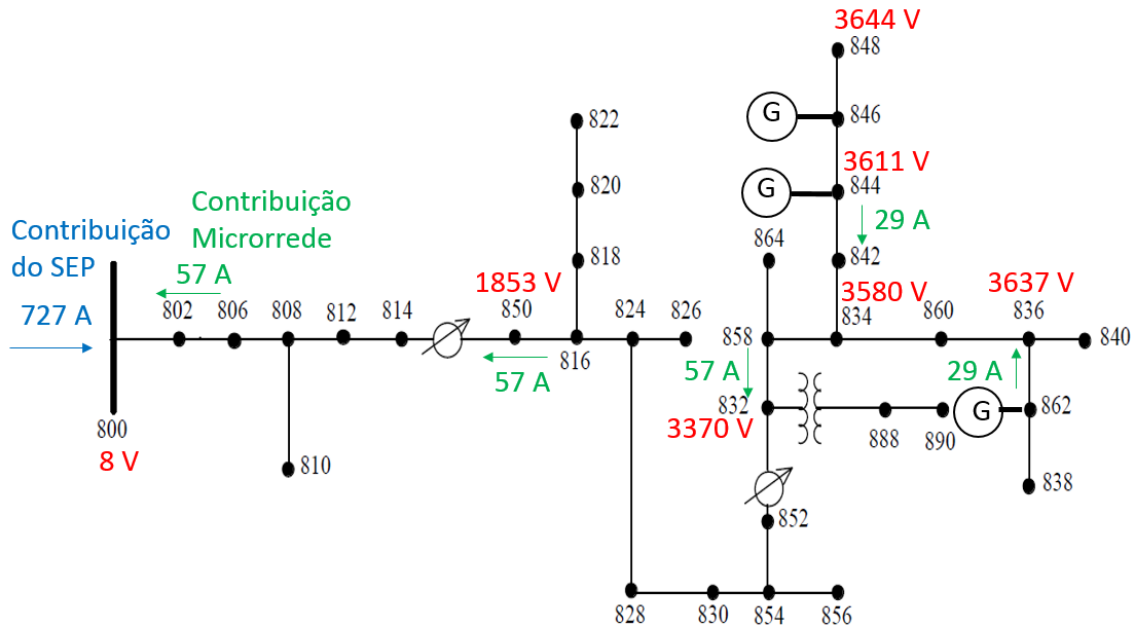 3644 V
848
G
846
822
3611 V
G
844
820
Contribuição
Microrrede
29 A
Contribuição
do SEP
864
818
842
57 A
1853 V
3580 V
3637 V
727 A
802
806
808
812
814
850
824
826
858
834
860
836
816
840
57 A
57 A
29 A
832
G
862
800
3370 V
888
890
8 V
810
838
852
828
830
854
856